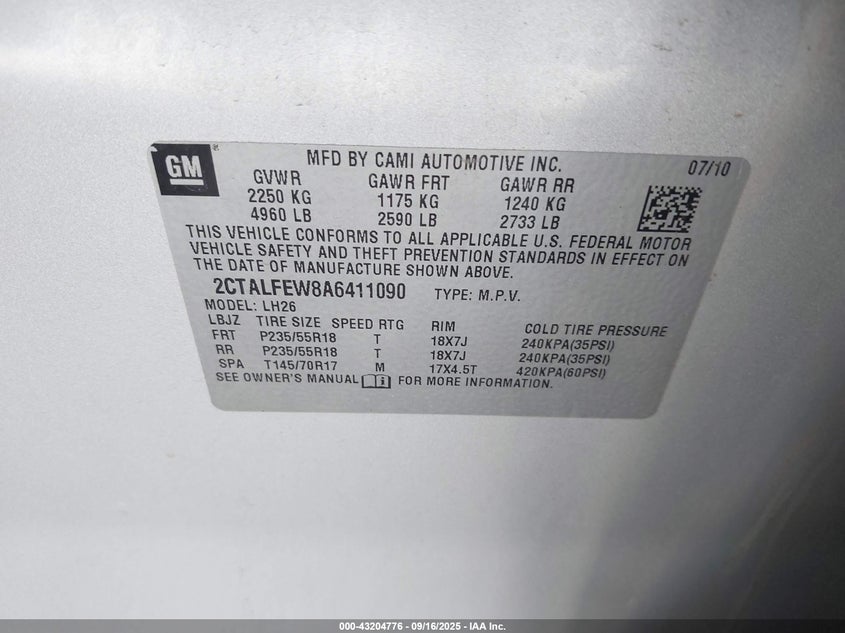 GM
MFD BY CAMI AUTOMOTIVE INC. 07/10
GVWR GAWR FRT GAWR RR
2250 KG 1175 KG 1240 KG
4960 LB 2590 LB 2733 LB
THIS VEHICLE CONFORMS TO ALL APPLICABLE U.S. FEDERAL MOTOR
VEHICLE SAFETY AND THEFT PREVENTION STANDARDS IN EFFECT ON
THE DATE OF MANUFACTURE SHOWN ABOVE.
2CTALFEW8A6411090 TYPE: M.P.V.
MODEL: LH26
LBJZ TIRE SIZE SPEED RTG RIM COLD TIRE PRESSURE
FRT P235/55R18 T 18X7J 240KPA(35PSI)
RR P235/55R18 T 18X7J 240KPA(35PSI)
SPA T145/70R17 M 17X4.5T 420KPA(60PSI)
SEE OWNER'S MANUAL FOR MORE INFORMATION.
000-43204776 - 09/16/2025 - IAA Inc.